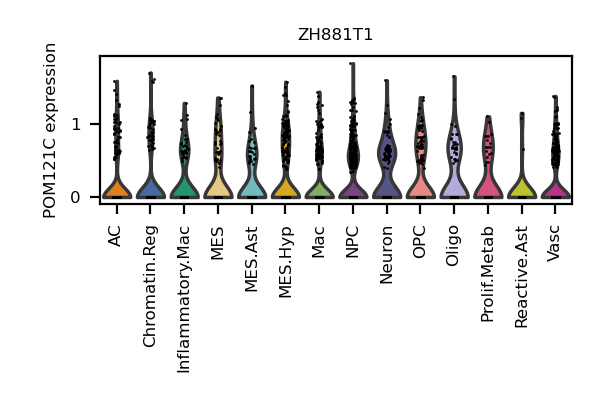 ZH881T1
POM121C expression
1
0
AC
Chromatin.Reg
Inflammatory.Mac
MES
MES.Ast
MES.Hyp
Mac
NPC
Neuron
OPC
Oligo
Prolif.Metab
Reactive.Ast
Vasc